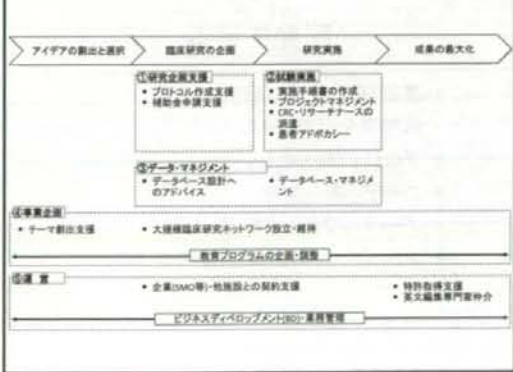 アイデアの創出と選択
臨床研究の企画
研究実施
成果の最大化
①研究企画支援
• プロトコル作成支援
• 補助金申請支援
②試験実施
• 実施手順書の作成
• プロジェクトマネジメント
• CRC・リサーチナースの
調達
• 患者アドボカシー
③データ・マネジメント
• データベース設計へ
のアドバイス
• データベース・マネジメ
ント
④事業企画
• テーマ創出支援
• 大規模臨床研究ネットワーク設立・維持
教育プログラムの企画・調整
⑤運 営
• 企業(SMO等)・他施設との契約支援
• 特許取得支援
• 英文編集専門家仲介
ビジネスディベロップメント(BD)・業務管理